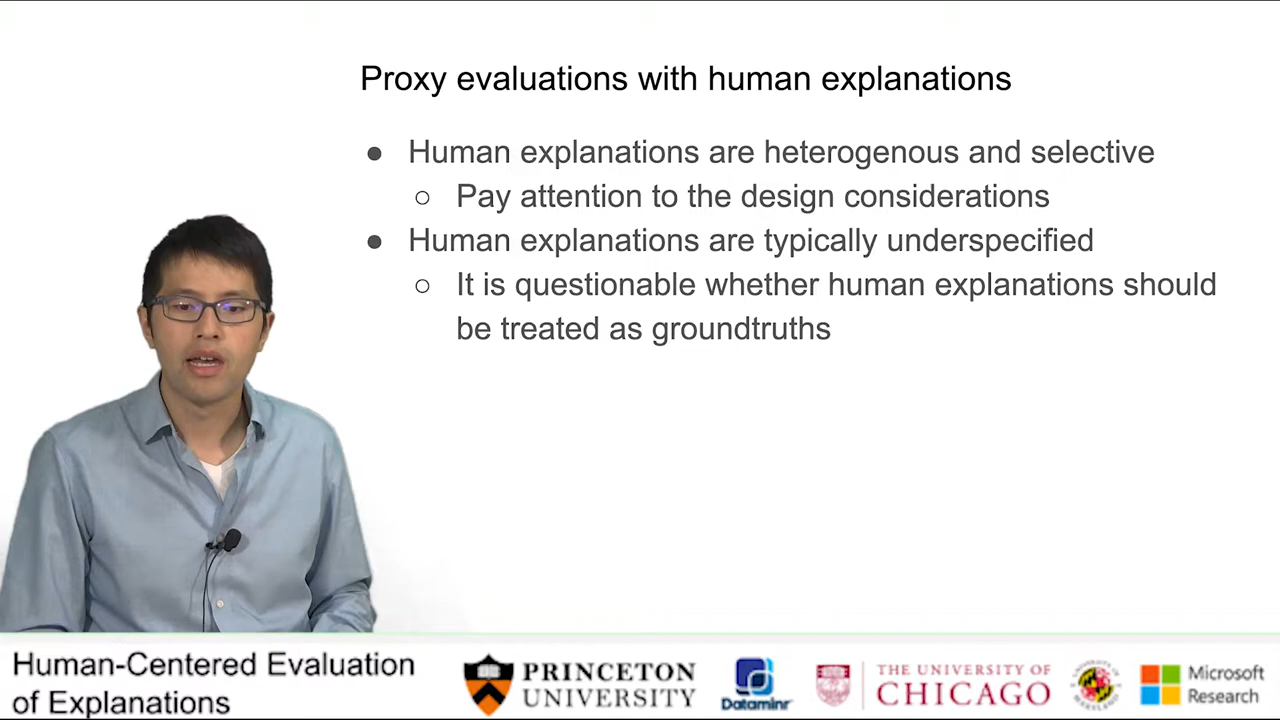 Proxy evaluations with human explanations
● Human explanations are heterogenous and selective
○ Pay attention to the design considerations
● Human explanations are typically underspecified
○ It is questionable whether human explanations should
be treated as groundtruths
Human-Centered Evaluation
of Explanations
PRINCETON
UNIVERSITY
Dataminr
THE UNIVERSITY OF
CHICAGO
Microsoft
Research